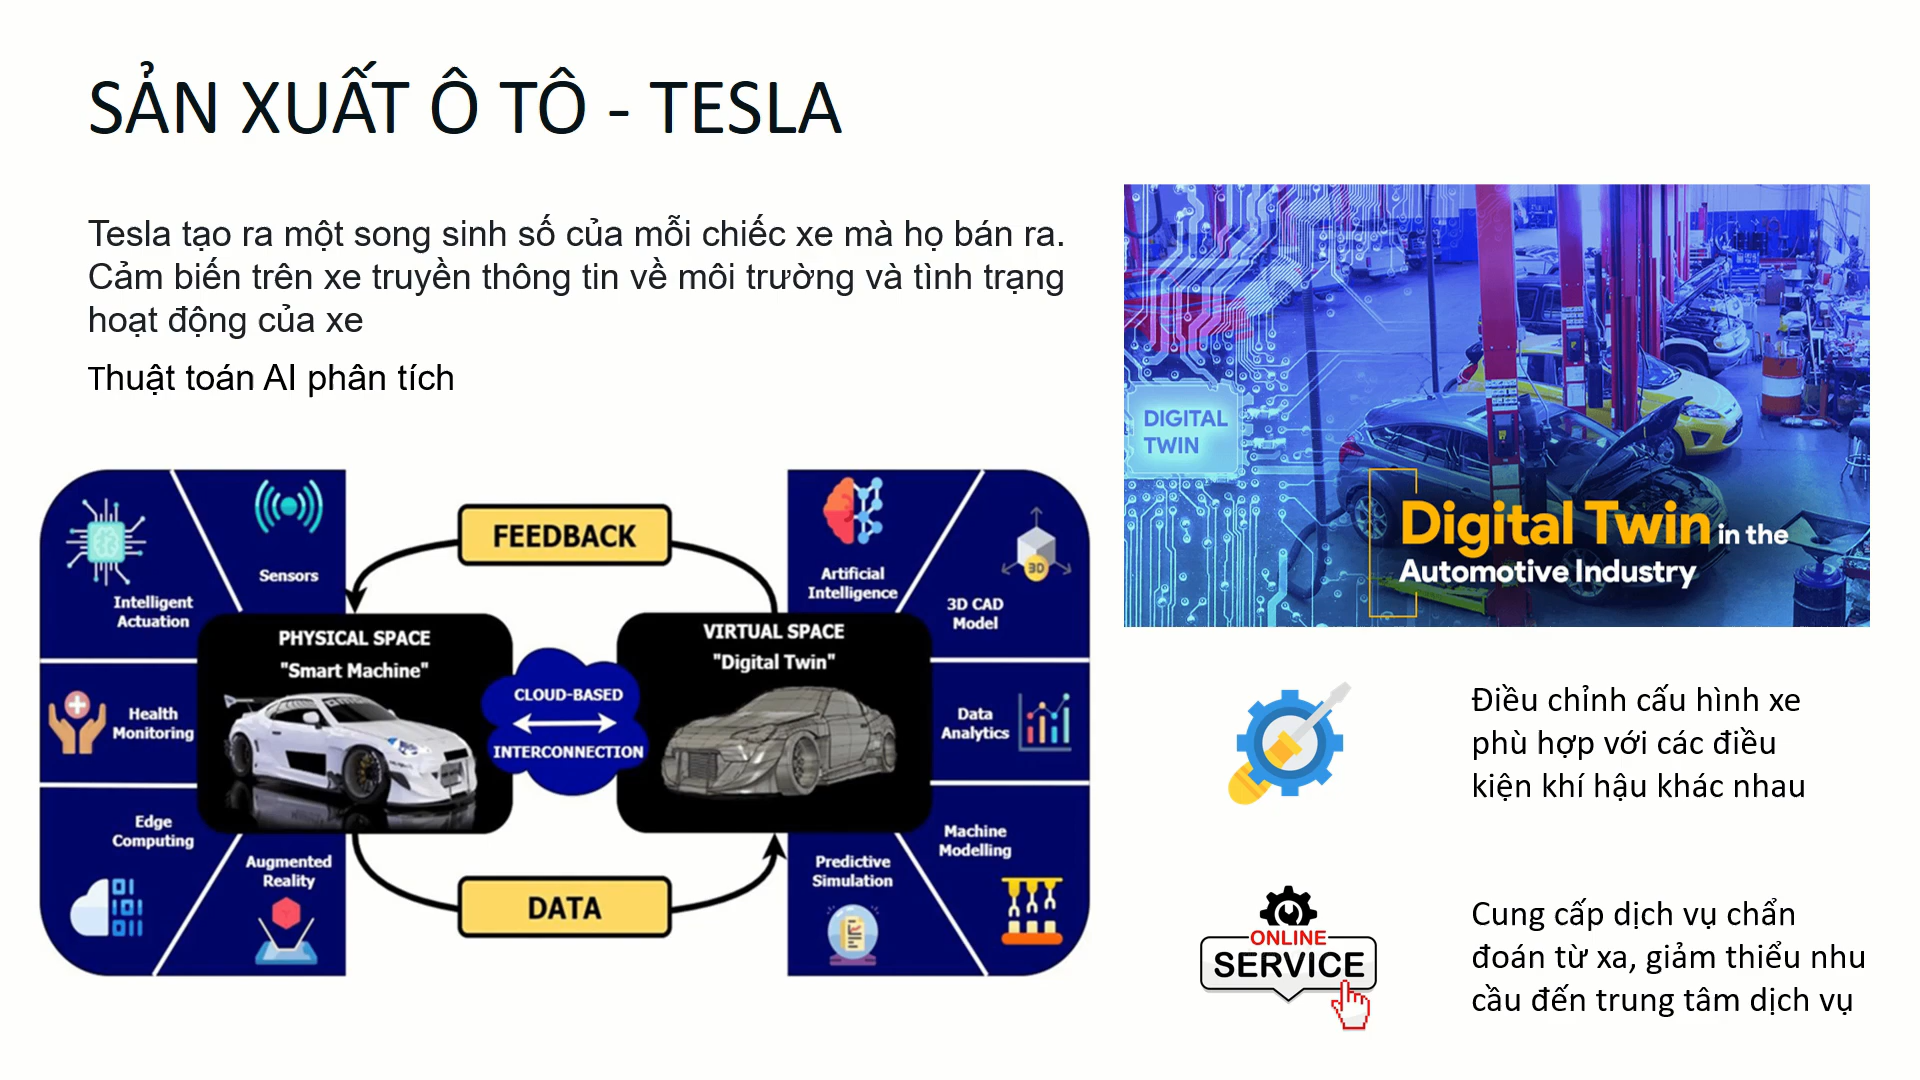 SẢN XUẤT Ô TÔ - TESLA
Tesla tạo ra một song sinh số của mỗi chiếc xe mà họ bán ra.
Cảm biến trên xe truyền thông tin về môi trường và tình trạng
hoạt động của xe
Thuật toán AI phân tích
Intelligent
Actuation
Sensors
Health
Monitoring
Edge
Computing
Augmented
Reality
FEEDBACK
PHYSICAL SPACE
"Smart Machine"
CLOUD-BASED
INTERCONNECTION
VIRTUAL SPACE
"Digital Twin"
DATA
Artificial
Intelligence
3D
3D CAD
Model
Data
Analytics
Machine
Modelling
Predictive
Simulation
DIGITAL
TWIN
Digital Twin in the
Automotive Industry
Điều chỉnh cấu hình xe
phù hợp với các điều
kiện khí hậu khác nhau
ONLINE
SERVICE
Cung cấp dịch vụ chẩn
đoán từ xa, giảm thiểu nhu
cầu đến trung tâm dịch vụ